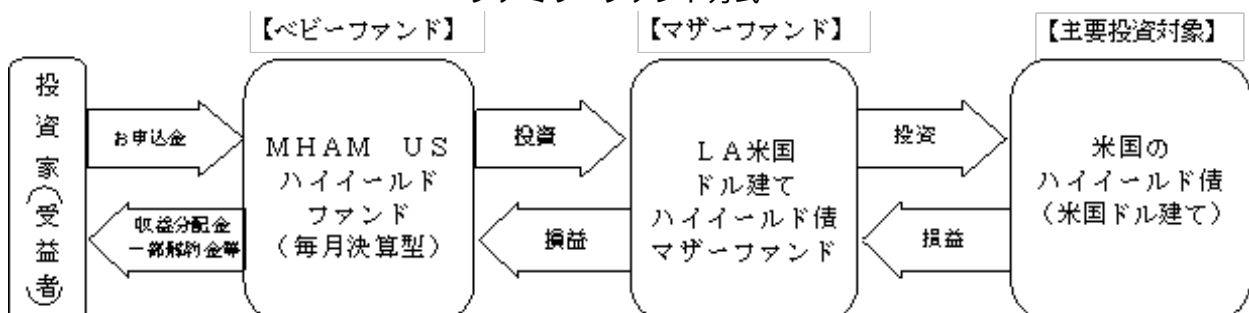 【ベビーファンド】
【マザーファンド】
【主要投資対象】
投資家(受益者)
お申込金
収益分配金
一部解約金等
MHAM US
ハイイールド
ファンド
(毎月決算型)
投資
損益
LA米国
ドル建て
ハイイールド債
マザーファンド
投資
損益
米国の
ハイイールド債
(米国ドル建て)